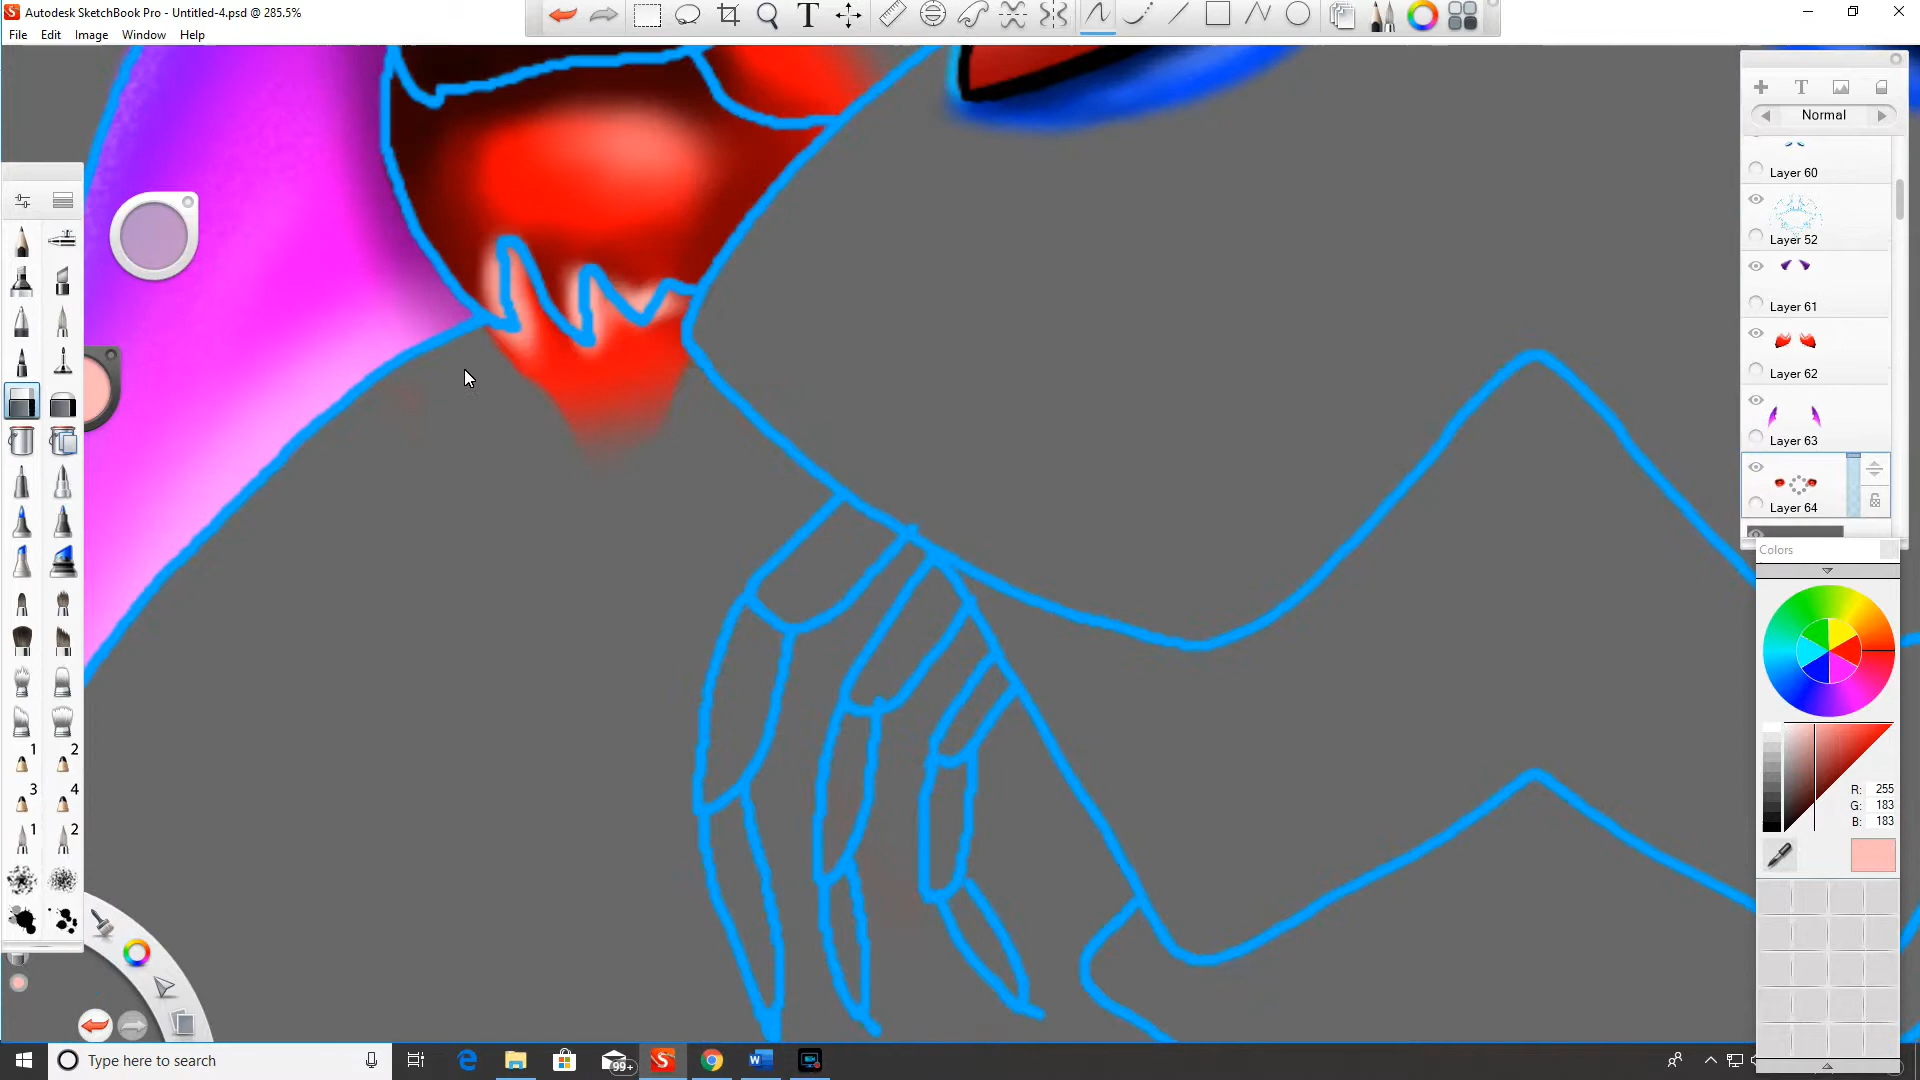 Autodesk SketchBook Pro - Untitled-4.psd @ 285.5%
File Edit Image Window Help
T
T
Normal
Layer 60
Layer 52
Layer 61
Layer 62
Layer 63
Layer 64
Colors
R: 255
G: 183
B: 183
1 2
3 4
1 2
Type here to search
99+